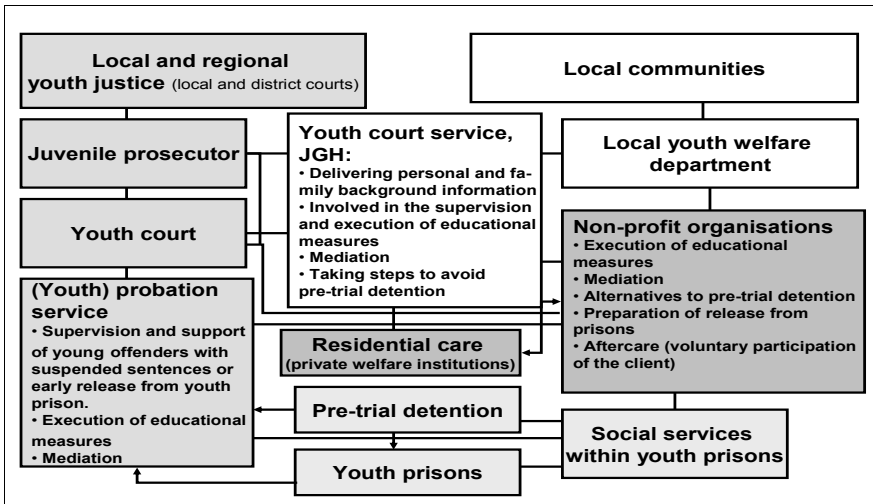 Local and regional
youth justice (local and district courts)
Local communities
Juvenile prosecutor
Youth court service,
JGH:
• Delivering personal and fa-
mily background information
• Involved in the supervision
and execution of educational
measures
• Mediation
• Taking steps to avoid
pre-trial detention
Local youth welfare
department
Youth court
Non-profit organisations
• Execution of educational
measures
• Mediation
• Alternatives to pre-trial detention
• Preparation of release from
prisons
• Aftercare (voluntary participation
of the client)
(Youth) probation
service
• Supervision and support
of young offenders with
suspended sentences or
early release from youth
prison.
• Execution of educational
measures
• Mediation
Residential care
(private welfare institutions)
Pre-trial detention
Social services
within youth prisons
Youth prisons